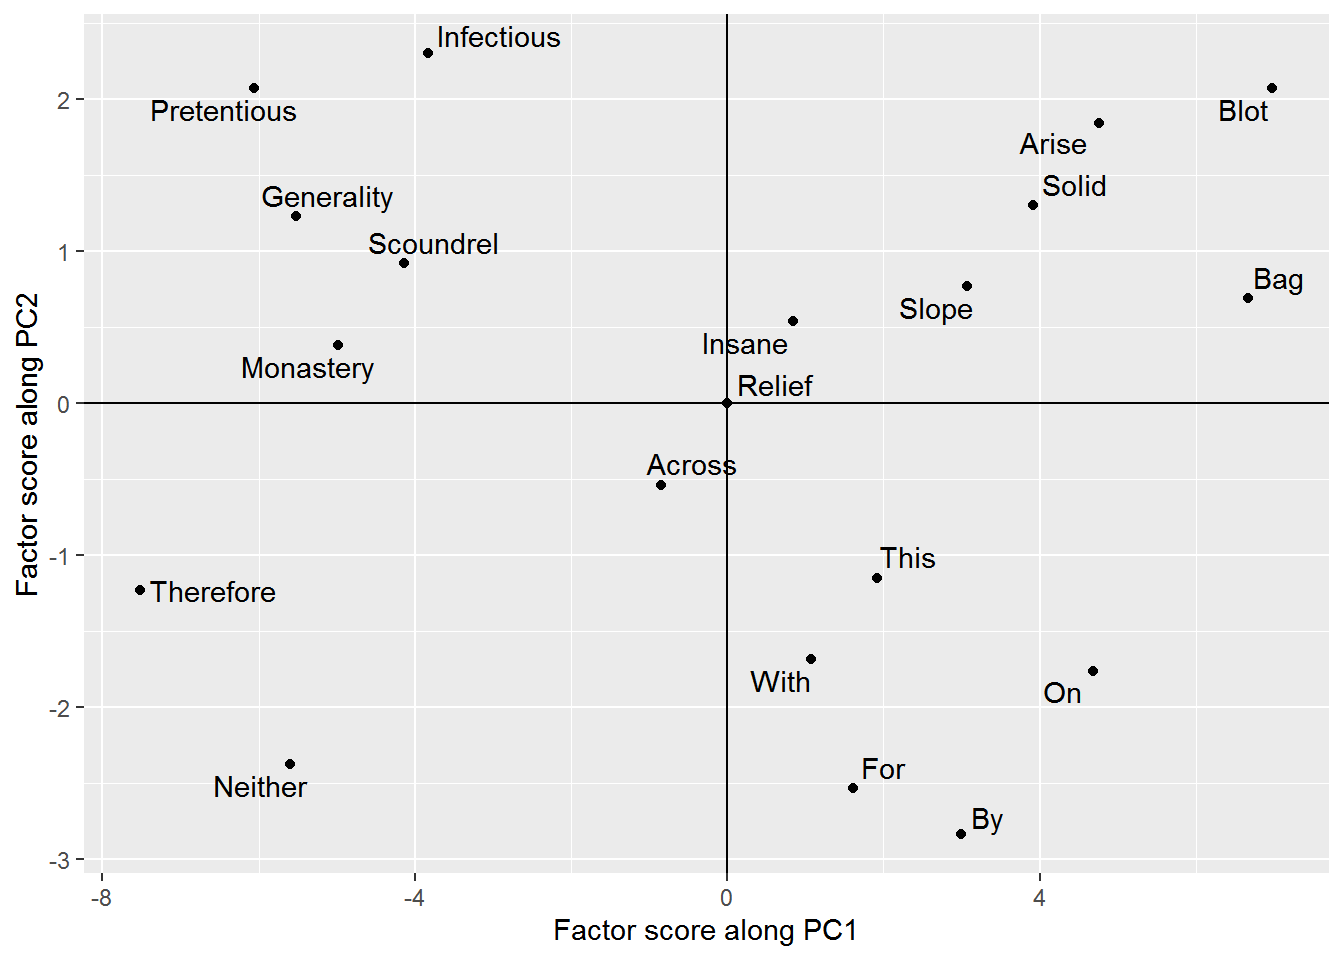 Infectious
Pretentious
Blot
Arise
Solid
Generality
Scoundrel
Bag
Slope
Insane
Monastery
Relief
Across
This
Therefore
With
On
For
Neither
By
2
1
0
-1
-2
-3
-8
-4
0
4
Factor score along PC1
Factor score along PC2